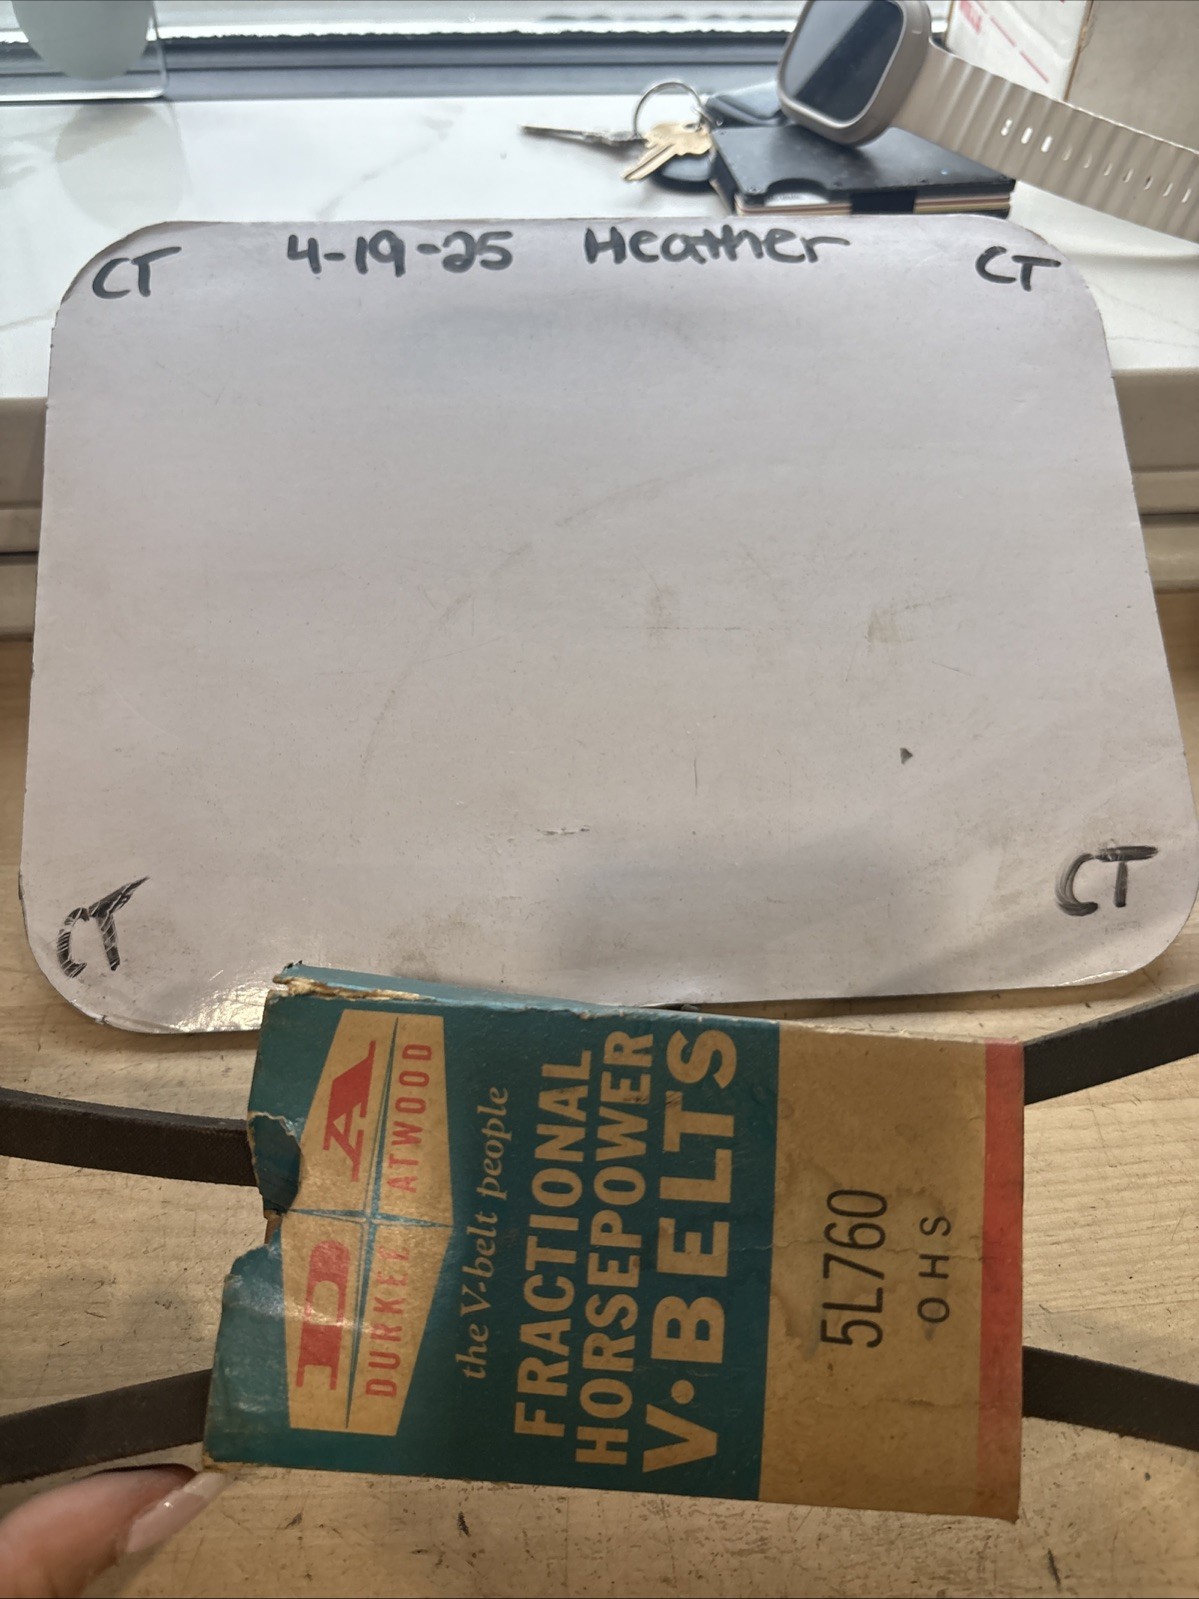 CT 4-19-25 Heather CT
CT CT
D A
DURKEE ATWOOD
the V-belt people
FRACTIONAL
HORSEPOWER
V·BELTS
5L760
OHS